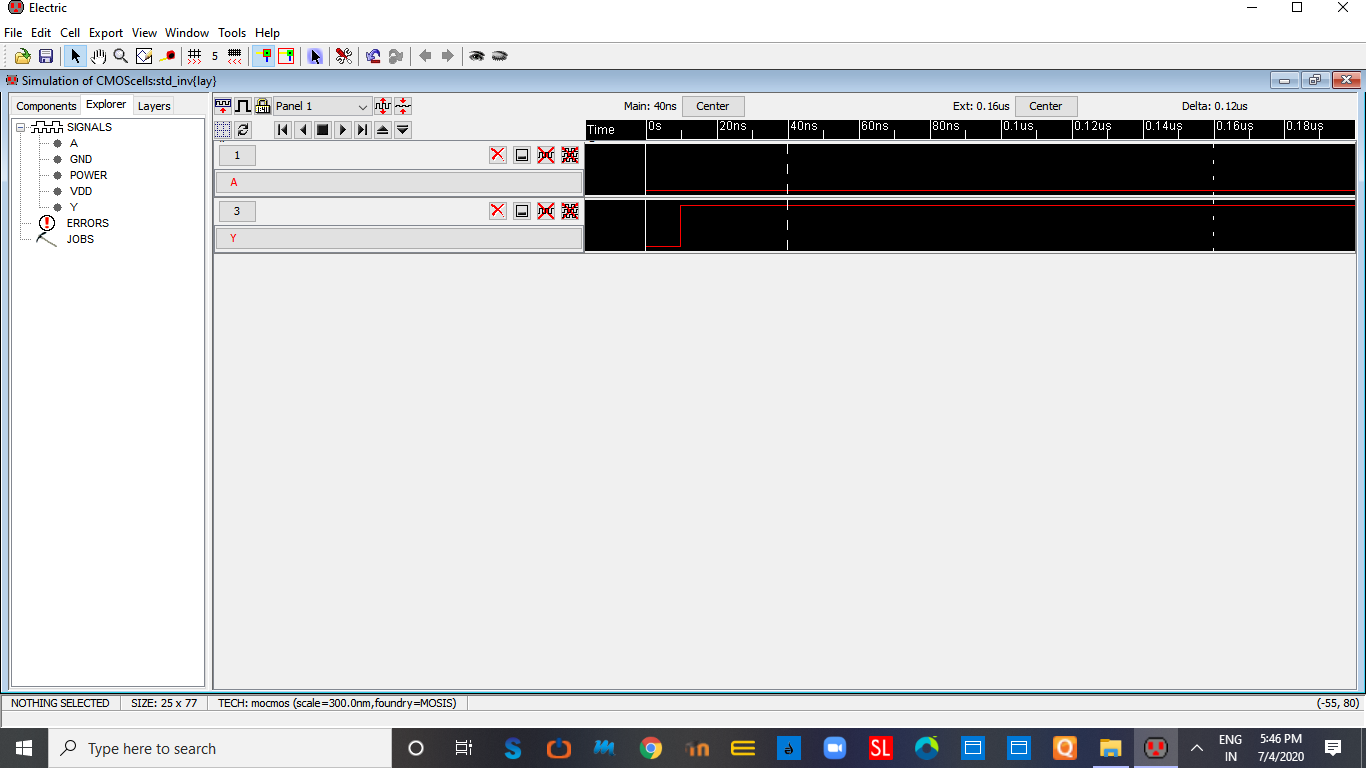 Electric
File Edit Cell Export View Window Tools Help
5
Simulation of CMOScells:std_inv{lay}
Components Explorer Layers
Panel 1 Main: 40ns Center Ext: 0.16us Center Delta: 0.12us
Time 0s 20ns 40ns 60ns 80ns 0.1us 0.12us 0.14us 0.16us 0.18us
SIGNALS
A
GND
POWER
VDD
Y
ERRORS
JOBS
1
A
3
Y
NOTHING SELECTED SIZE: 25 x 77 TECH: mocmos (scale=300.0nm,foundry=MOSIS) (-55, 80)
Type here to search
S m in a SL Q
ENG
IN
5:46 PM
7/4/2020